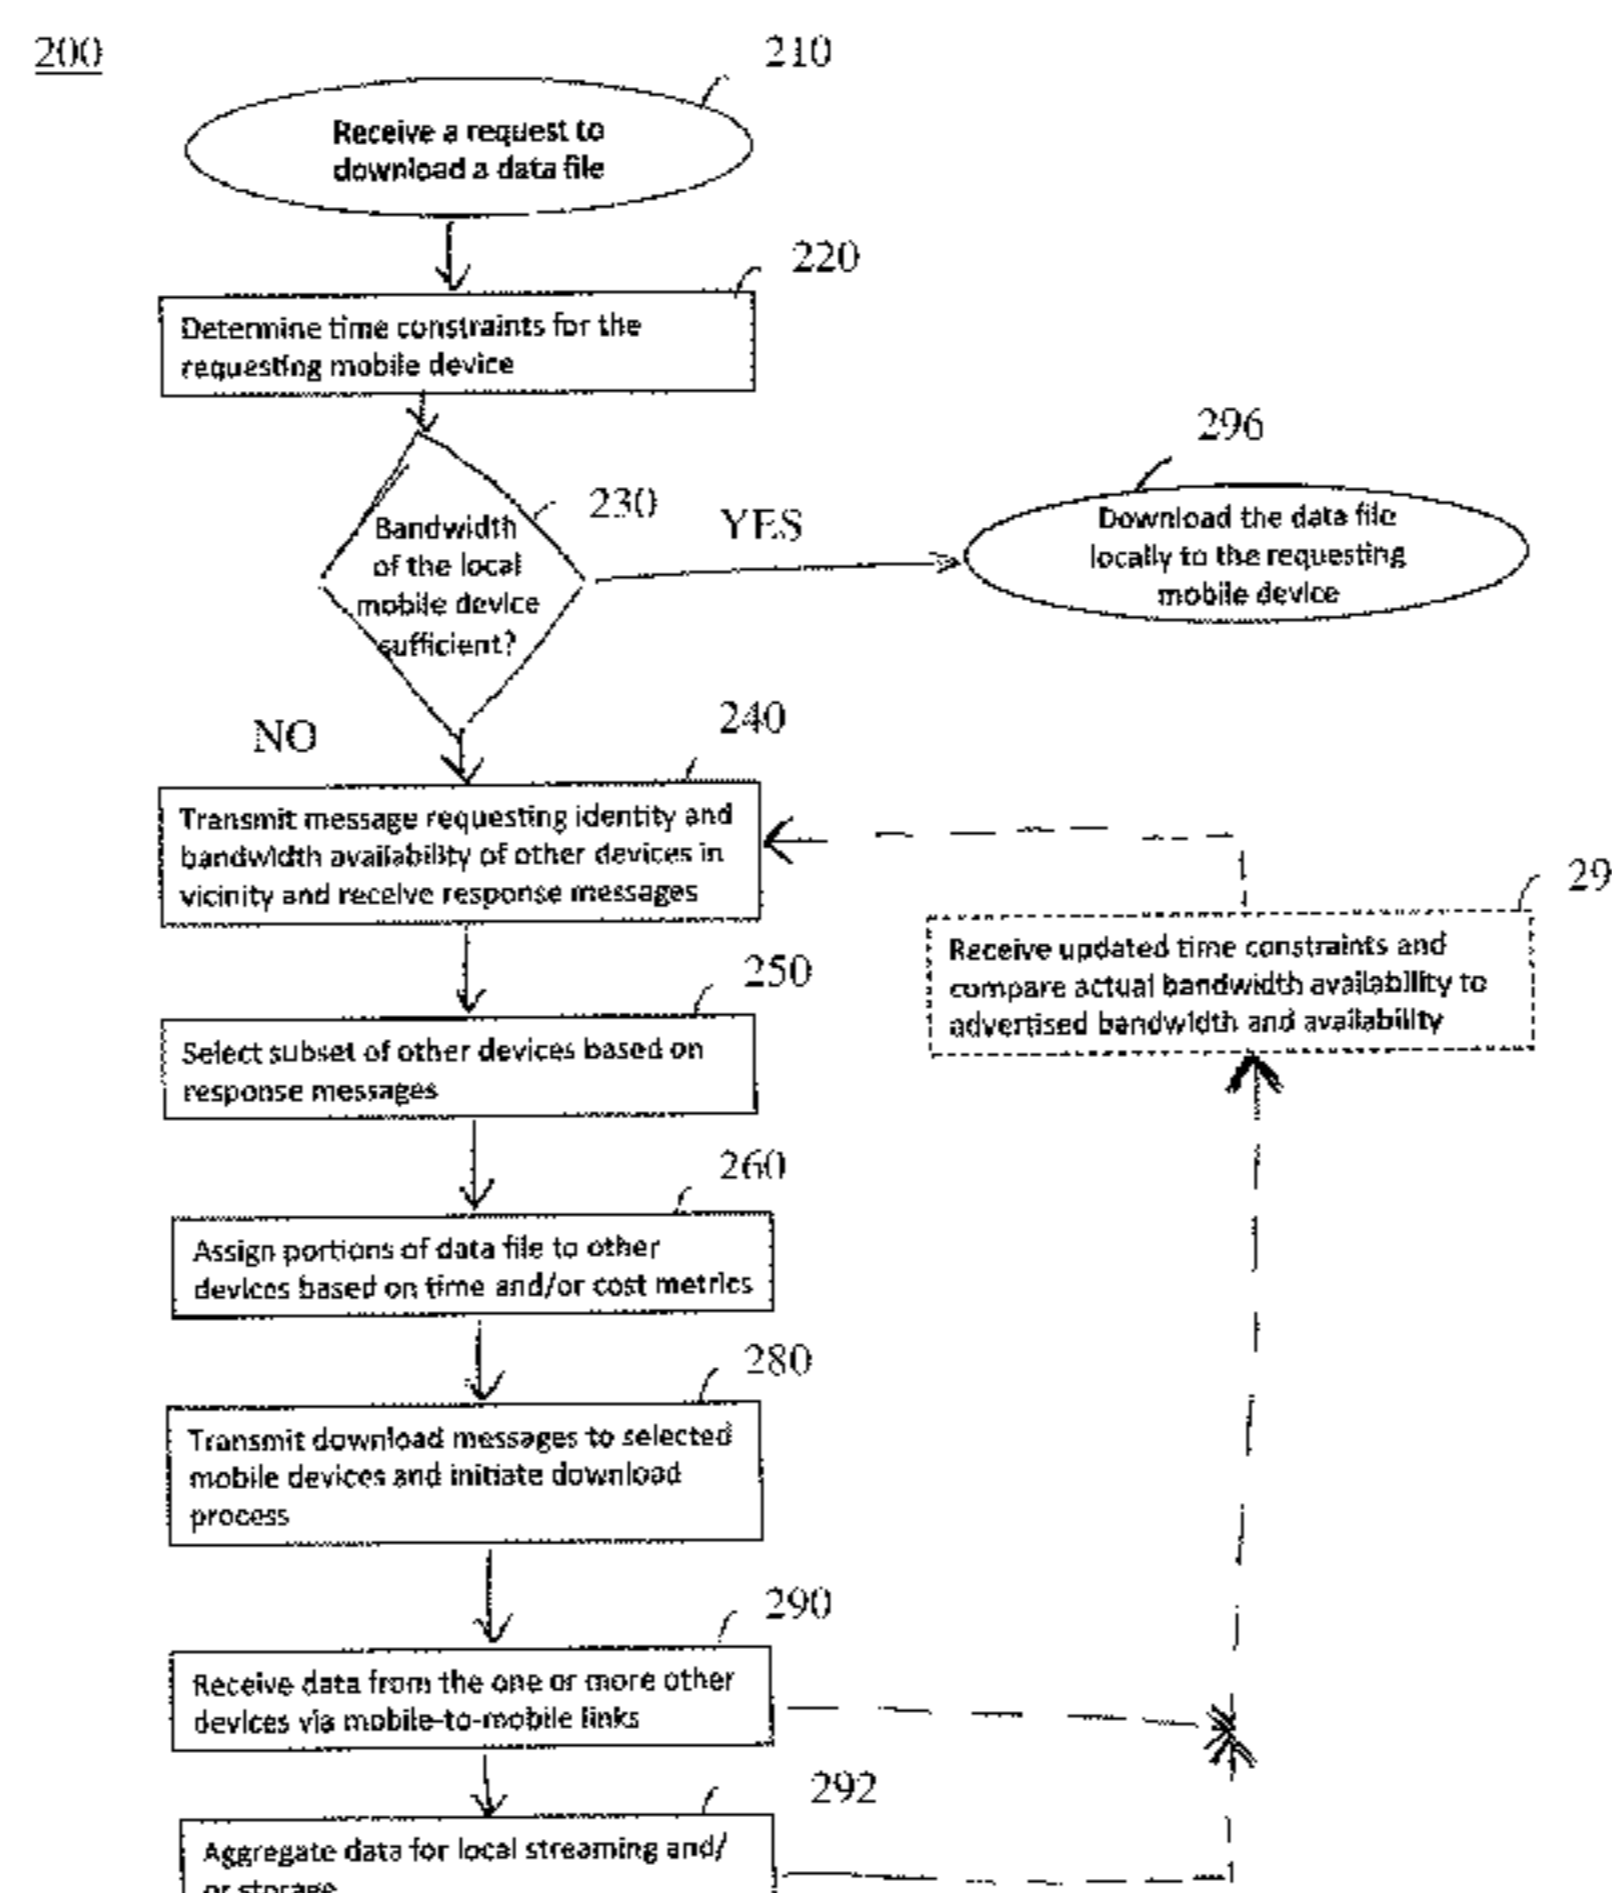 200
210
Receive a request to
download a data file
220
Determine time constraints for the
requesting mobile device
230
Bandwidth
of the local
mobile device
sufficient?
YES
296
Download the data file
locally to the requesting
mobile device
NO
240
Transmit message requesting identity and
bandwidth availability of other devices in
vicinity and receive response messages
29
Receive updated time constraints and
compare actual bandwidth availability to
advertised bandwidth and availability
250
Select subset of other devices based on
response messages
260
Assign portions of data file to other
devices based on time and/or cost metrics
280
Transmit download messages to selected
mobile devices and initiate download
process
290
Receive data from the one or more other
devices via mobile-to-mobile links
292
Aggregate data for local streaming and/
or storage